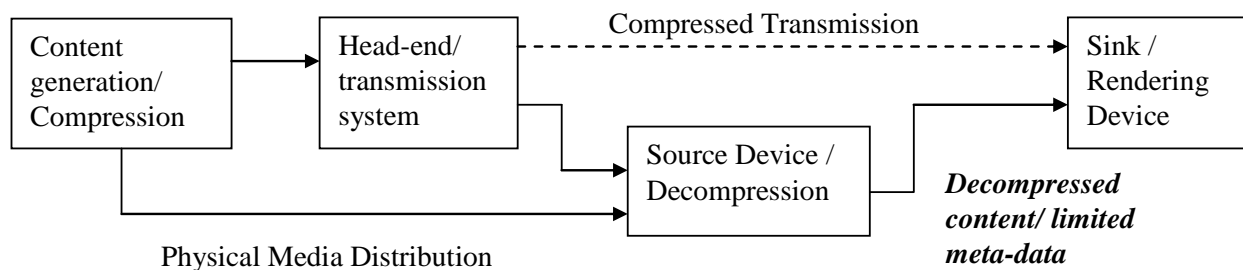 Content
generation/
Compression
Head-end/
transmission
system
Compressed Transmission
Sink /
Rendering
Device
Source Device /
Decompression
Decompressed
content/ limited
meta-data
Physical Media Distribution